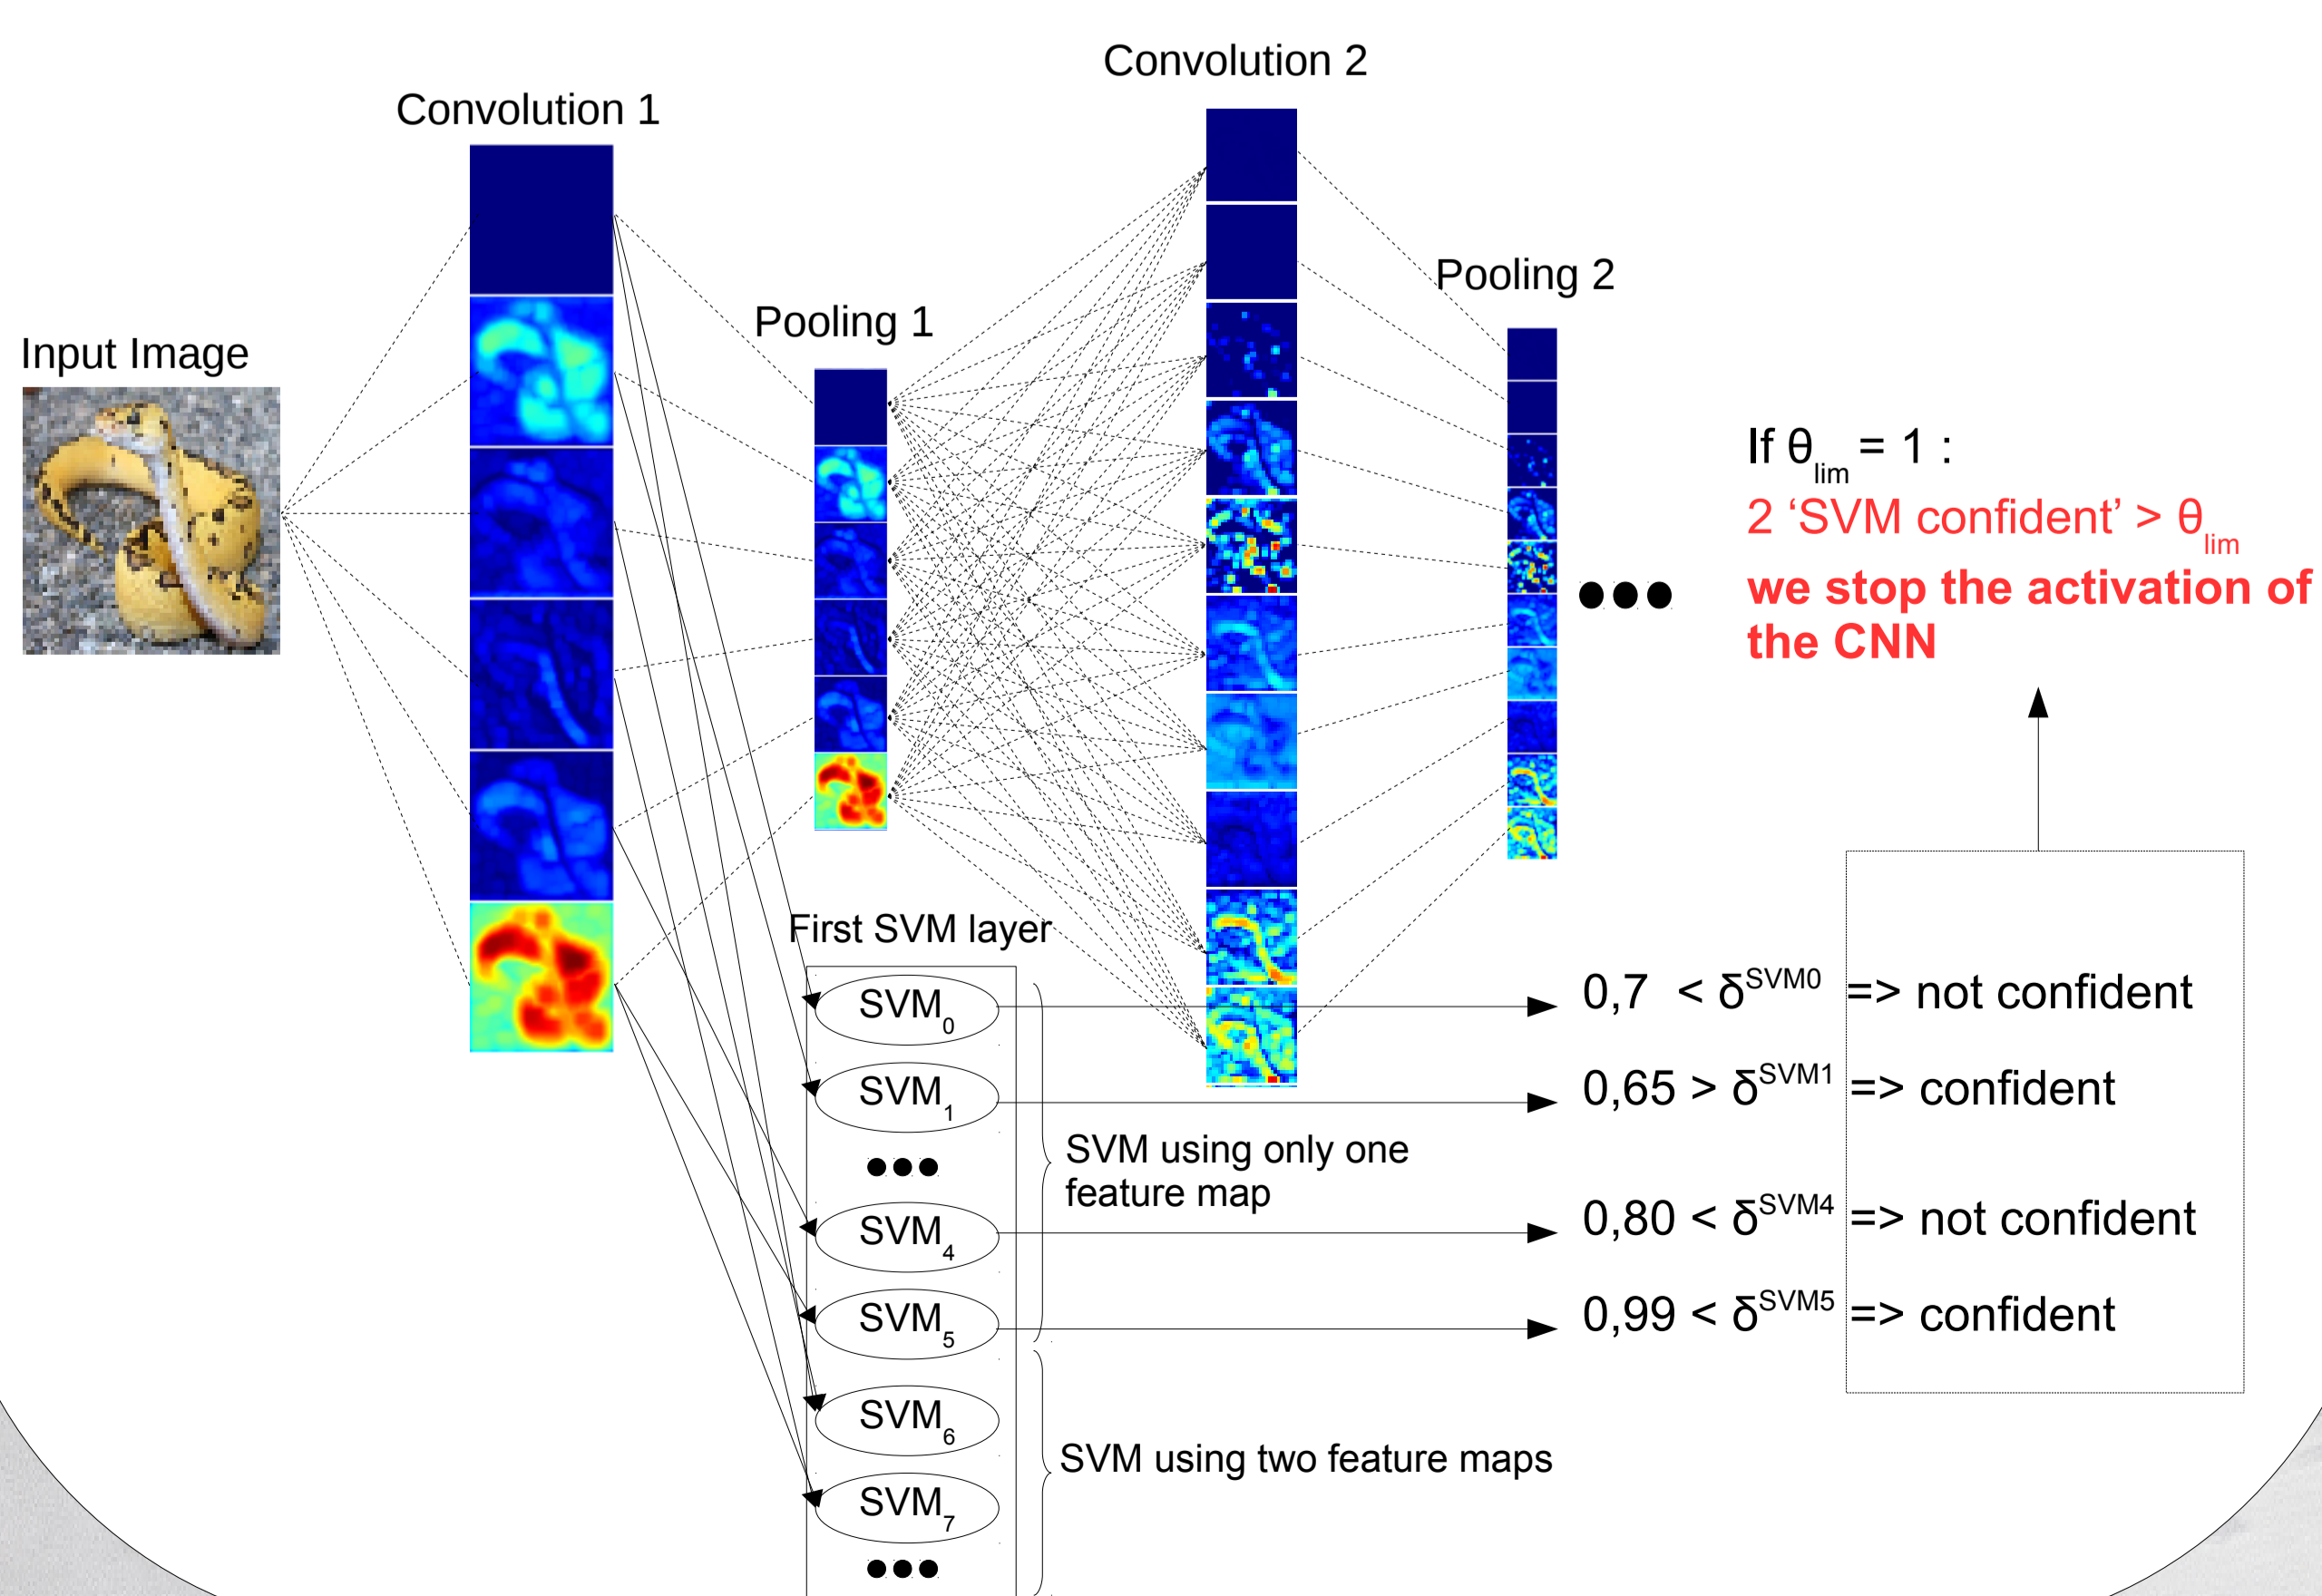 Convolution 2
Convolution 1
Pooling 2
Pooling 1
Input Image
If θlim = 1 :
2 ‘SVM confident’ > θlim
we stop the activation of
the CNN
First SVM layer
SVM0
0,7 < δSVM0 => not confident
SVM1
0,65 > δSVM1 => confident
SVM using only one
feature map
SVM4
0,80 < δSVM4 => not confident
SVM5
0,99 < δSVM5 => confident
SVM6
SVM using two feature maps
SVM7